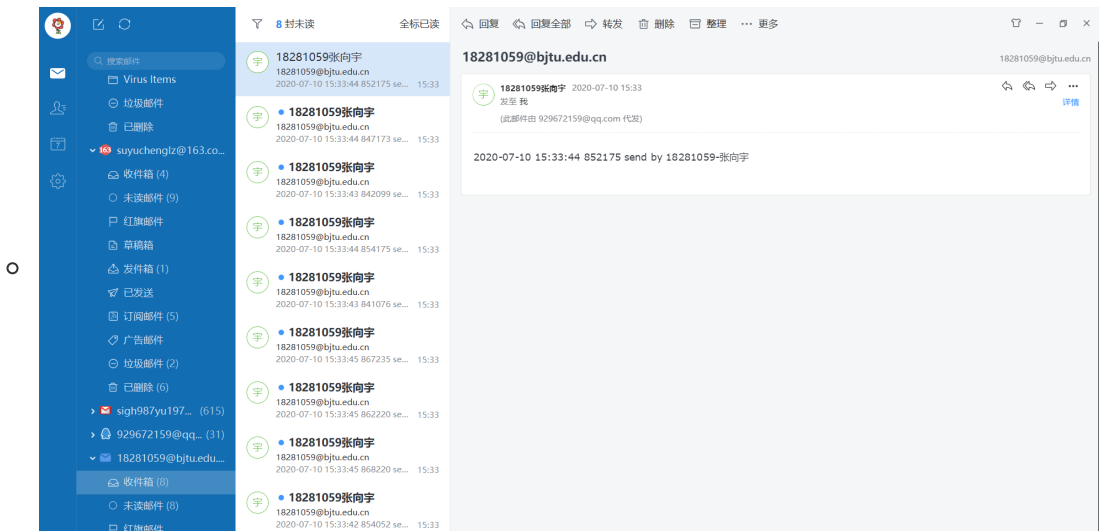 搜索邮件
Virus Items
垃圾邮件
已删除
163 suyuchenglz@163.co...
收件箱 (4)
未读邮件 (9)
红旗邮件
草稿箱
发件箱 (1)
已发送
订阅邮件 (5)
广告邮件
垃圾邮件 (2)
已删除 (6)
sigh987yu197... (615)
929672159@qq... (31)
18281059@bjtu.edu....
收件箱 (8)
未读邮件 (8)
红旗邮件
7
8 封未读 全标已读
宇 18281059张向宇
18281059@bjtu.edu.cn
2020-07-10 15:33:44 852175 se... 15:33
宇 18281059张向宇
18281059@bjtu.edu.cn
2020-07-10 15:33:44 847173 se... 15:33
宇 18281059张向宇
18281059@bjtu.edu.cn
2020-07-10 15:33:43 842099 se... 15:33
宇 18281059张向宇
18281059@bjtu.edu.cn
2020-07-10 15:33:44 854175 se... 15:33
宇 18281059张向宇
18281059@bjtu.edu.cn
2020-07-10 15:33:43 841076 se... 15:33
宇 18281059张向宇
18281059@bjtu.edu.cn
2020-07-10 15:33:45 867235 se... 15:33
宇 18281059张向宇
18281059@bjtu.edu.cn
2020-07-10 15:33:45 862220 se... 15:33
宇 18281059张向宇
18281059@bjtu.edu.cn
2020-07-10 15:33:45 868220 se... 15:33
宇 18281059张向宇
18281059@bjtu.edu.cn
2020-07-10 15:33:42 854052 se... 15:33
回复 回复全部 转发 删除 整理 ··· 更多
18281059@bjtu.edu.cn 18281059@bjtu.edu.cn
宇 18281059张向宇 2020-07-10 15:33
发至 我 详情
(此邮件由 929672159@qq.com 代发)
2020-07-10 15:33:44 852175 send by 18281059-张向宇